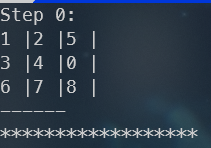 Step 0:
1 |2 |5 |
3 |4 |0 |
6 |7 |8 |
------
******************